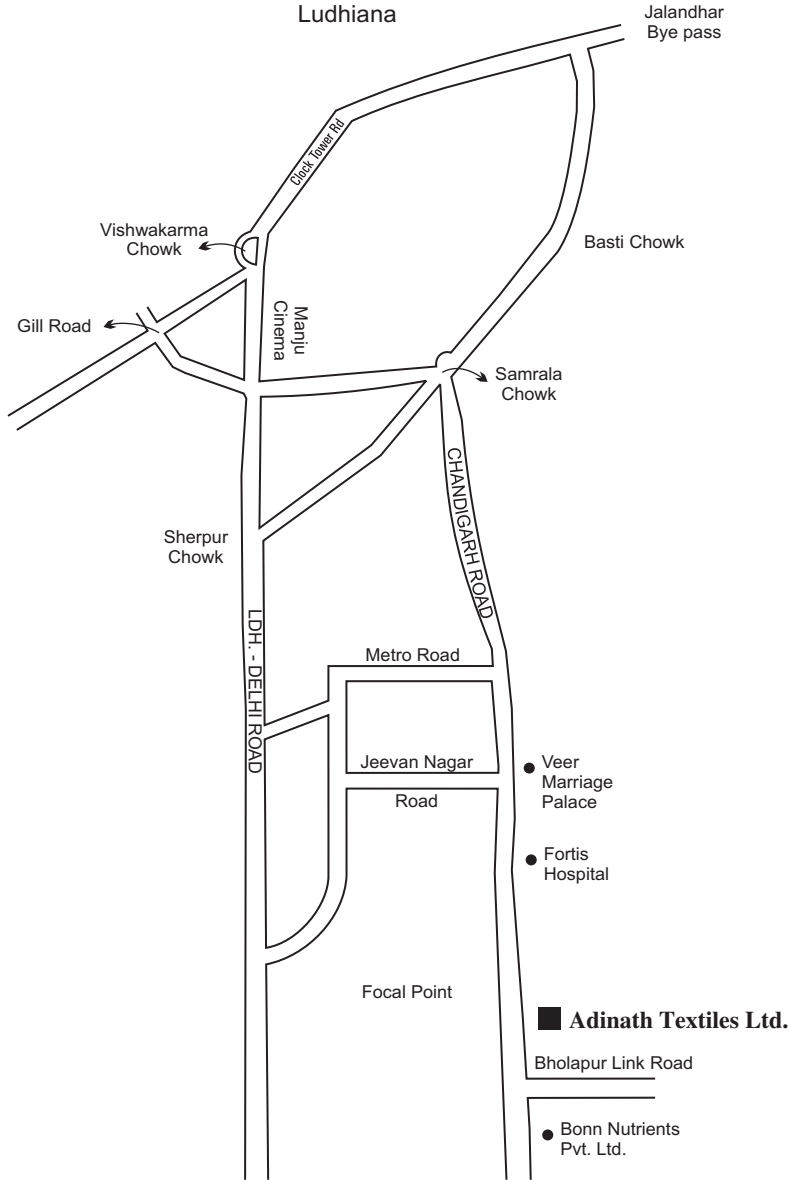 Ludhiana
Jalandhar
Bye pass
Clock Tower Rd
Vishwakarma
Chowk
Basti Chowk
Gill Road
Manju
Cinema
Samrala
Chowk
CHANDIGARH ROAD
Sherpur
Chowk
LDH. - DELHI ROAD
Metro Road
Jeevan Nagar
Road
Veer
Marriage
Palace
Fortis
Hospital
Focal Point
Adinath Textiles Ltd.
Bholapur Link Road
Bonn Nutrients
Pvt. Ltd.